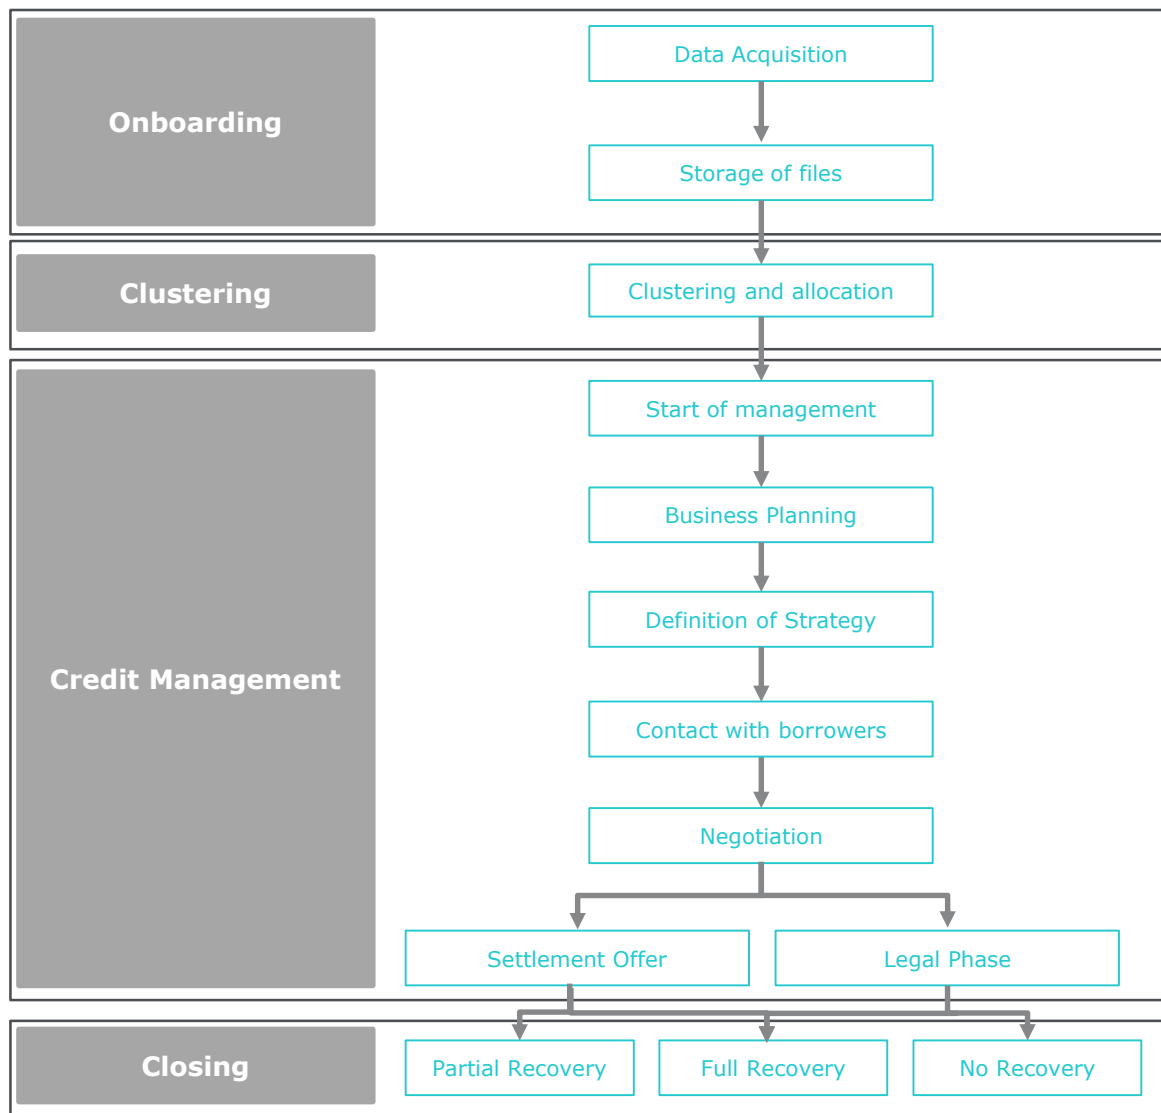 Onboarding
Data Acquisition
Storage of files
Clustering
Clustering and allocation
Credit Management
Start of management
Business Planning
Definition of Strategy
Contact with borrowers
Negotiation
Settlement Offer
Legal Phase
Closing
Partial Recovery
Full Recovery
No Recovery